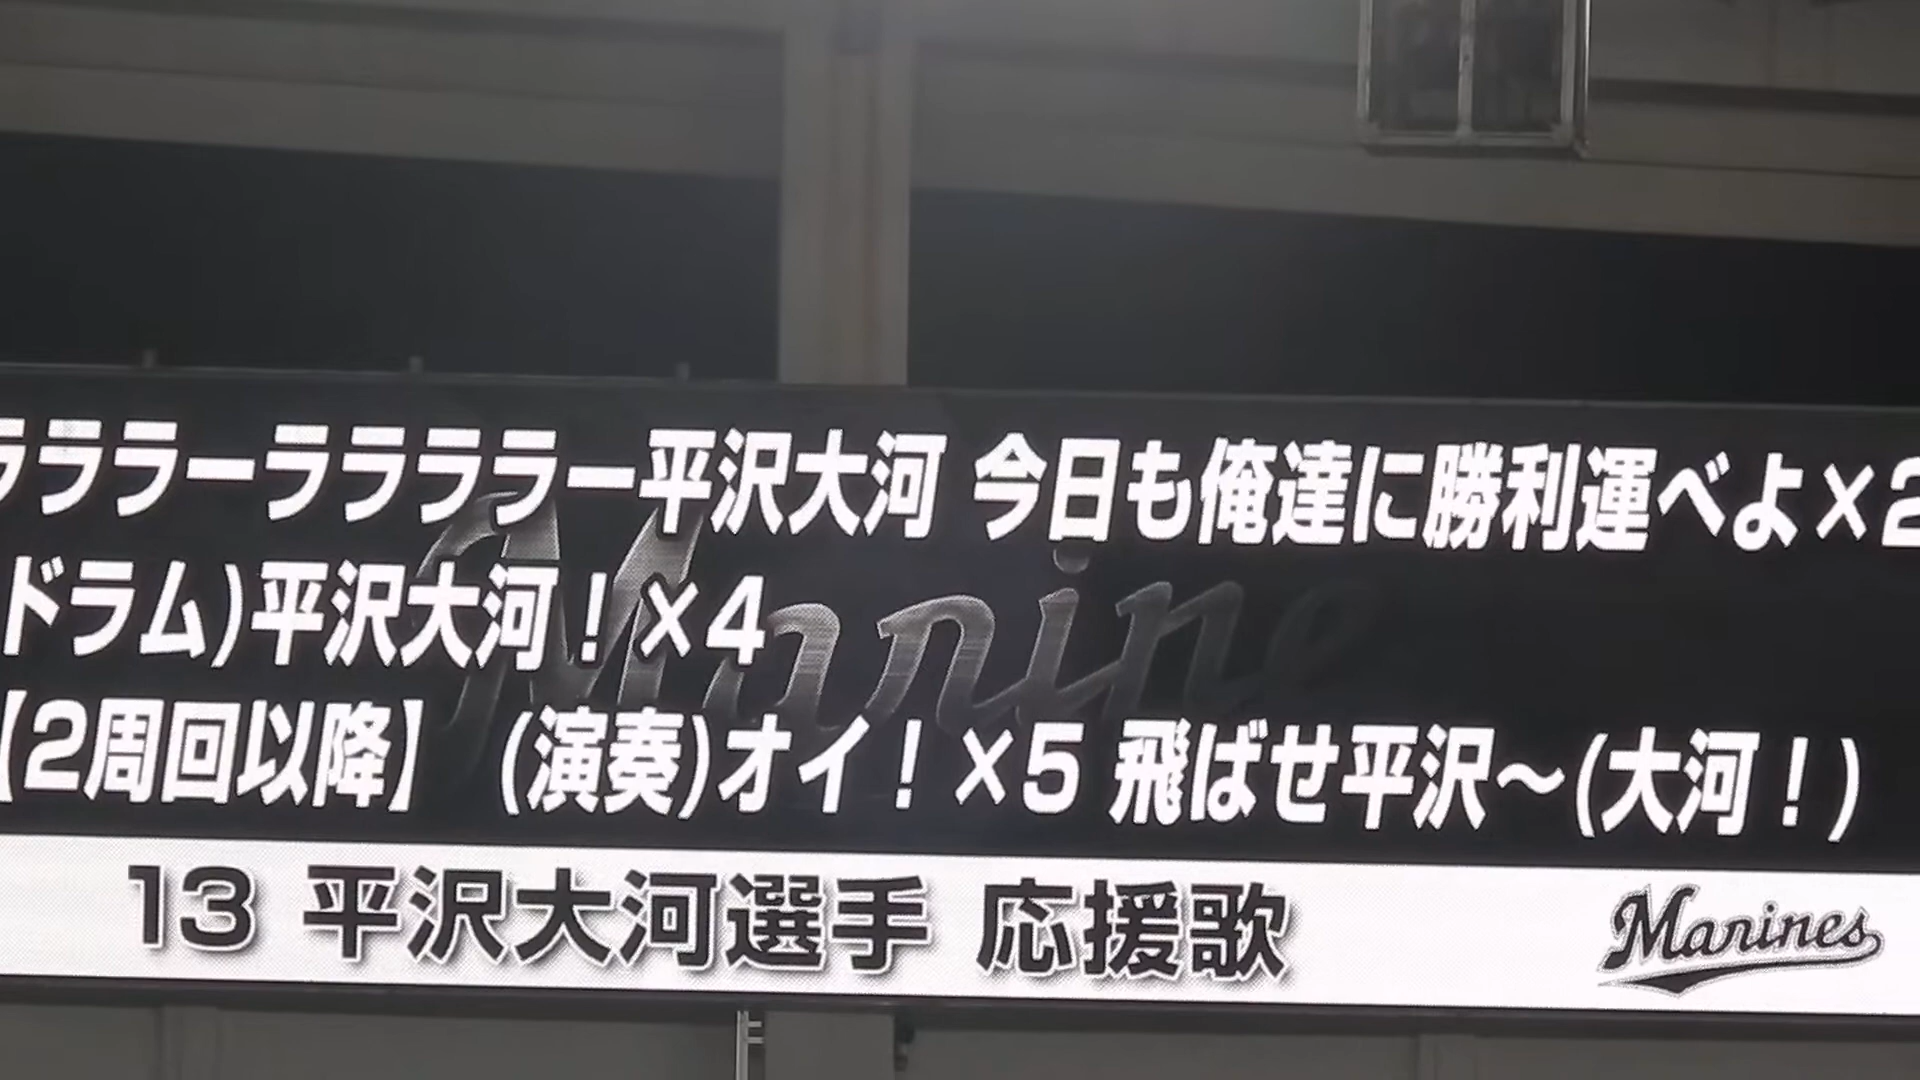 ラララーラララララー平沢大河 今日も俺達に勝利運べよ×2
ドラム)平沢大河！×4
【2周回以降】 (演奏)オイ！×5 飛ばせ平沢～(大河！)
13 平沢大河選手 応援歌
Marines
Marine